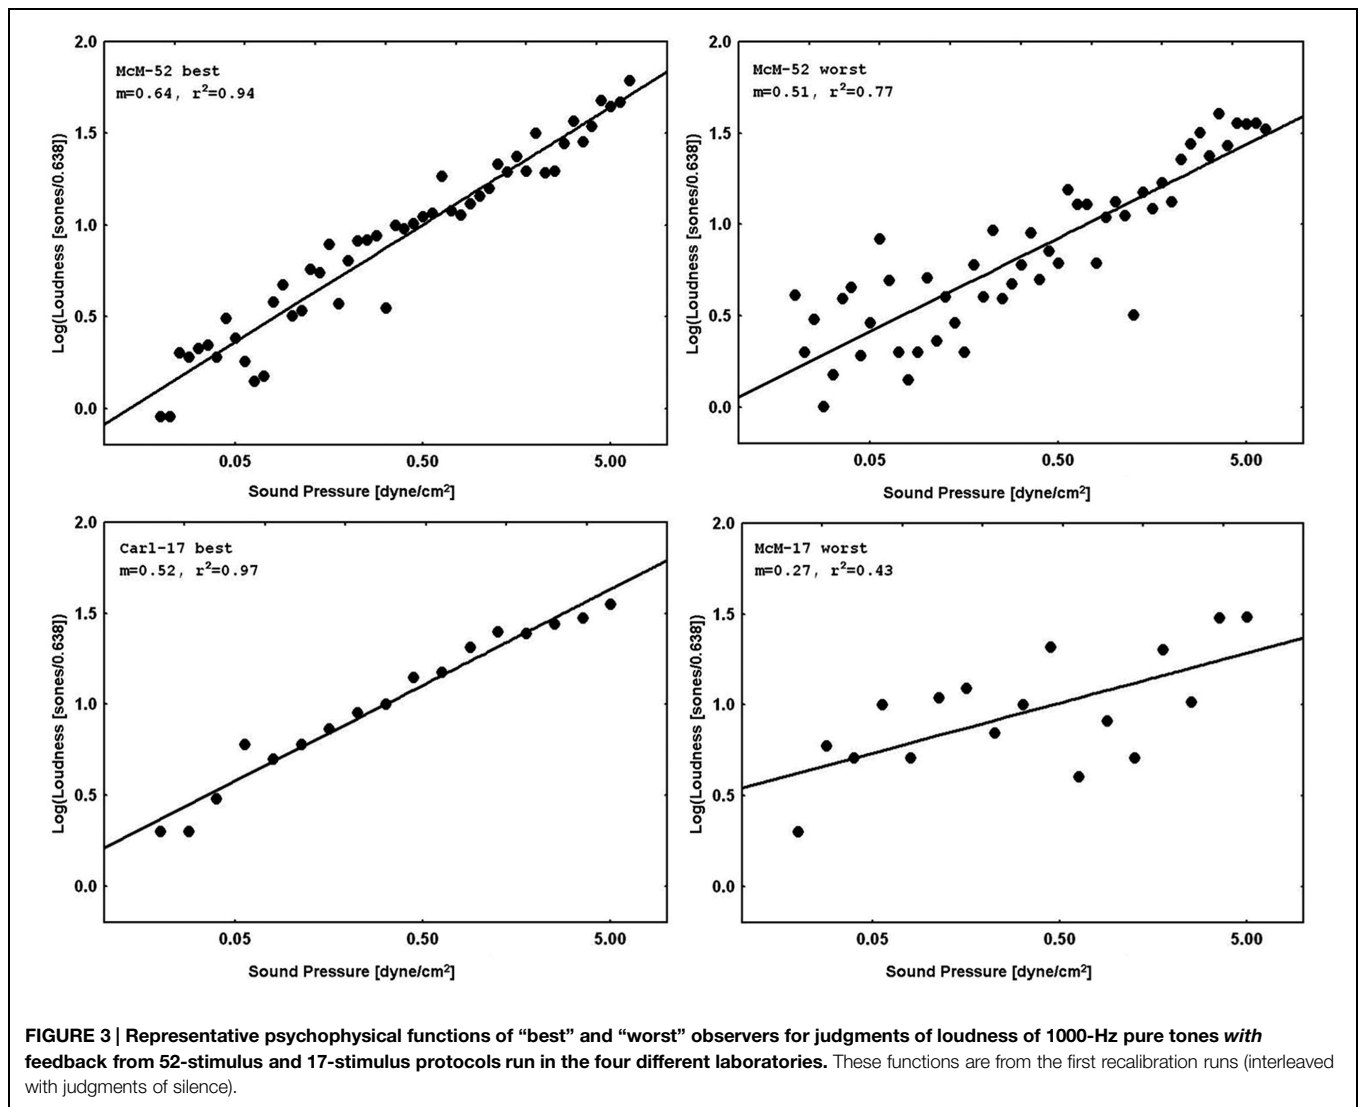 McM-52 best
m=0.64, r²=0.94
2.0
1.5
1.0
0.5
0.0
Log(Loudness [sones/0.638])
0.05 0.50 5.00
Sound Pressure [dyne/cm²]
McM-52 worst
m=0.51, r²=0.77
2.0
1.5
1.0
0.5
0.0
Log(Loudness [sones/0.638])
0.05 0.50 5.00
Sound Pressure [dyne/cm²]
Carl-17 best
m=0.52, r²=0.97
2.0
1.5
1.0
0.5
0.0
Log(Loudness [sones/0.638])
0.05 0.50 5.00
Sound Pressure [dyne/cm²]
McM-17 worst
m=0.27, r²=0.43
2.0
1.5
1.0
0.5
0.0
Log(Loudness [sones/0.638])
0.05 0.50 5.00
Sound Pressure [dyne/cm²]
FIGURE 3 | Representative psychophysical functions of “best” and “worst” observers for judgments of loudness of 1000-Hz pure tones with
feedback from 52-stimulus and 17-stimulus protocols run in the four different laboratories. These functions are from the first recalibration runs (interleaved
with judgments of silence).